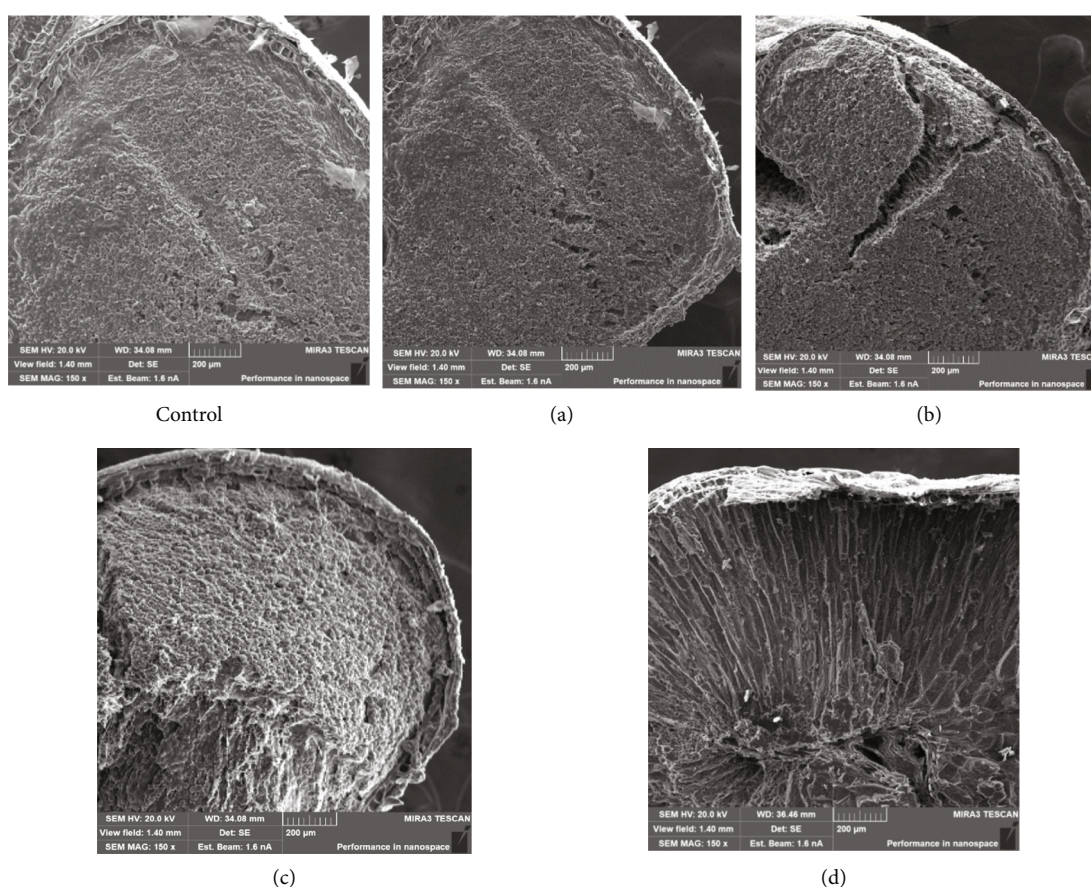 SEM HV: 20.0 kV WD: 34.08 mm MIRA3 TESCAN
View field: 1.40 mm Det: SE 200 µm
SEM MAG: 150 x Est. Beam: 1.6 nA Performance in nanospace
SEM HV: 20.0 kV WD: 34.08 mm MIRA3 TESCAN
View field: 1.40 mm Det: SE 200 µm
SEM MAG: 150 x Est. Beam: 1.6 nA Performance in nanospace
SEM HV: 20.0 kV WD: 34.08 mm MIRA3 TESCAN
View field: 1.40 mm Det: SE 200 µm
SEM MAG: 150 x Est. Beam: 1.6 nA Performance in nanospace
Control
(a)
(b)
SEM HV: 20.0 kV WD: 34.08 mm MIRA3 TESCAN
View field: 1.40 mm Det: SE 200 µm
SEM MAG: 150 x Est. Beam: 1.6 nA Performance in nanospace
SEM HV: 20.0 kV WD: 36.46 mm MIRA3 TESCAN
View field: 1.40 mm Det: SE 200 µm
SEM MAG: 150 x Est. Beam: 1.6 nA Performance in nanospace
(c)
(d)